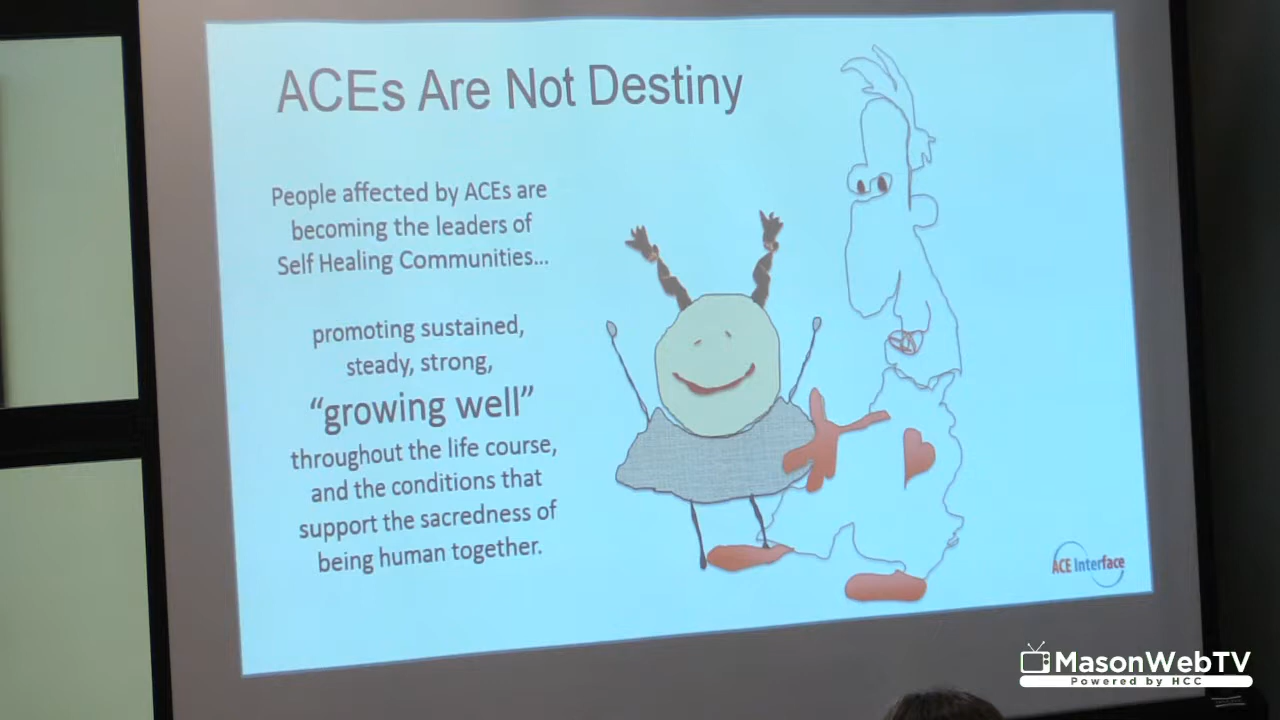 ACEs Are Not Destiny
People affected by ACEs are
becoming the leaders of
Self Healing Communities...
promoting sustained,
steady, strong,
“growing well”
throughout the life course,
and the conditions that
support the sacredness of
being human together.
ACE Interface
MasonWebTV
Powered by HCC